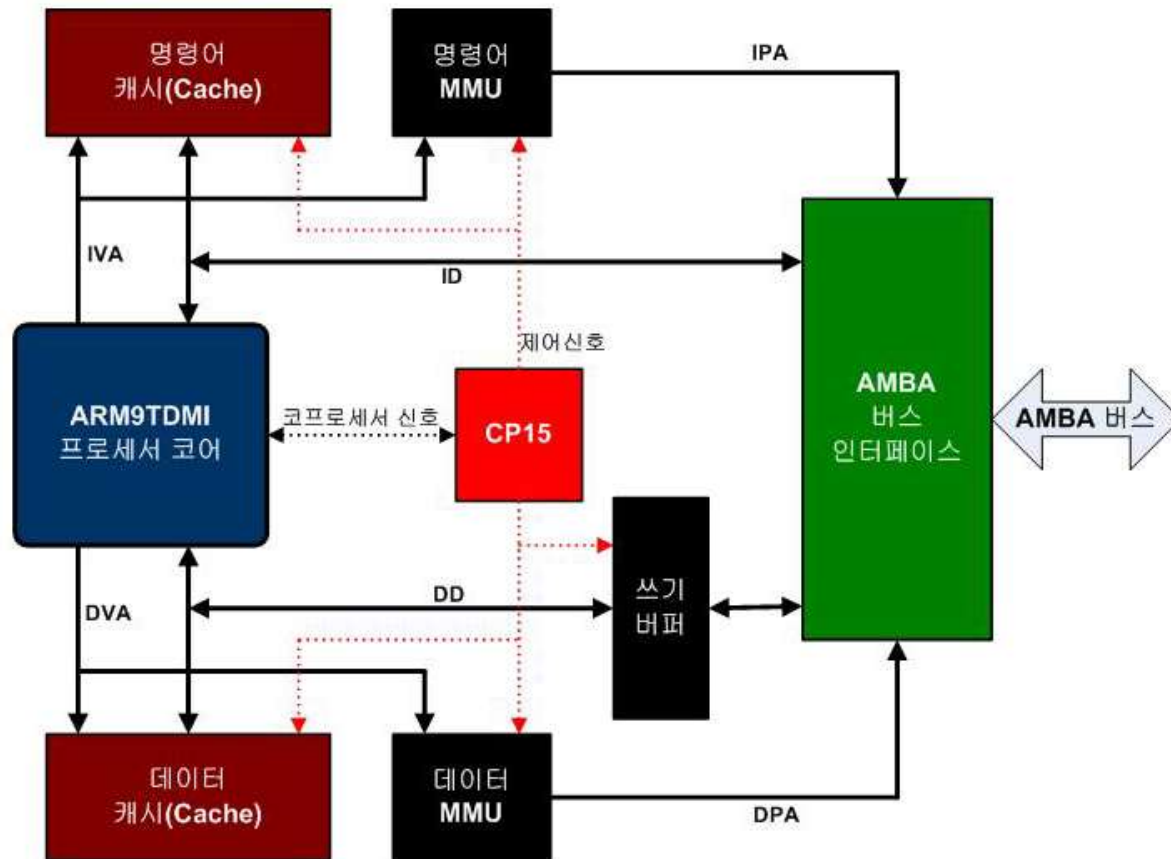 명령어
캐시(Cache)
명령어
MMU
IPA
IVA
ID
제어신호
ARM9TDMI
프로세서 코어
코프로세서 신호
CP15
AMBA
버스
인터페이스
AMBA 버스
쓰기
버퍼
DD
DVA
데이터
캐시(Cache)
데이터
MMU
DPA